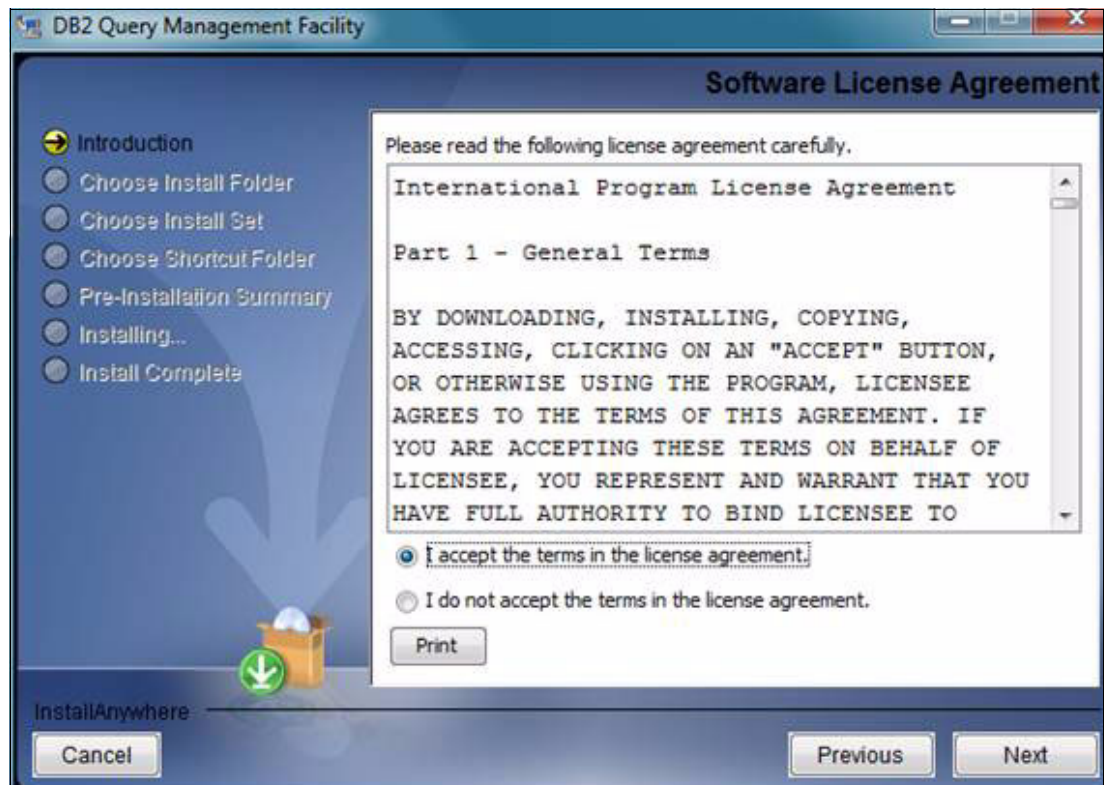 DB2 Query Management Facility
Software License Agreement
Introduction
Choose Install Folder
Choose Install Set
Choose Shortcut Folder
Pre-Installation Summary
Installing...
Install Complete
Please read the following license agreement carefully.
International Program License Agreement
Part 1 - General Terms
BY DOWNLOADING, INSTALLING, COPYING,
ACCESSING, CLICKING ON AN "ACCEPT" BUTTON,
OR OTHERWISE USING THE PROGRAM, LICENSEE
AGREES TO THE TERMS OF THIS AGREEMENT. IF
YOU ARE ACCEPTING THESE TERMS ON BEHALF OF
LICENSEE, YOU REPRESENT AND WARRANT THAT YOU
HAVE FULL AUTHORITY TO BIND LICENSEE TO
I accept the terms in the license agreement.
I do not accept the terms in the license agreement.
Print
InstallAnywhere
Cancel
Previous
Next